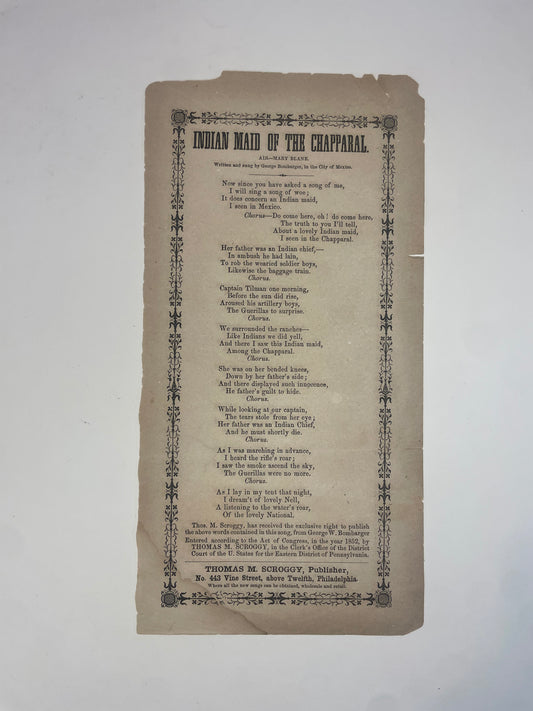 INDIAN MAID OF THE CHAPPARAL.
AIR—MARY BLANE.
Written and sung by George Bombarger, in the City of Mexico.
Now since you have asked a song of me,
I will sing a song of woe;
It does concern an Indian maid,
I seen in Mexico.
Chorus—Do come here, oh! do come here,
The truth to you I'll tell,
About a lovely Indian maid,
I seen in the Chapparal.
Her father was an Indian chief,—
In ambush he had lain,
To rob the wearied soldier boys,
Likewise the baggage train.
Chorus.
Captain Tilman one morning,
Before the sun did rise,
Aroused his artillery boys,
The Guerillas to surprise.
Chorus.
We surrounded the ranches—
Like Indians we did yell,
And there I saw this Indian maid,
Among the Chapparal.
Chorus.
She was on her bended knees,
Down by her father's side;
And there displayed such innocence,
He father's guilt to hide.
Chorus.
While looking at our captain,
The tears stole from her eye;
Her father was an Indian Chief,
And he must shortly die.
Chorus.
As I was marching in advance,
I heard the rifle's roar;
I saw the smoke ascend the sky,
The Guerillas were no more.
Chorus.
As I lay in my tent that night,
I dream't of lovely Nell,
A listening to the water's roar,
Of the lovely National.
Thos. M. Scroggy, has received the exclusive right to publish
the above words contained in this song, from George W. Bombarger
Entered according to the Act of Congress, in the year 1852, by
THOMAS M. SCROGGY, in the Clerk's Office of the District
Court of the U. States for the Eastern District of Pennsylvania.
THOMAS M. SCROGGY, Publisher,
No. 443 Vine Street, above Twelfth, Philadelphia.
Where all the new songs can be obtained, wholesale and retail.